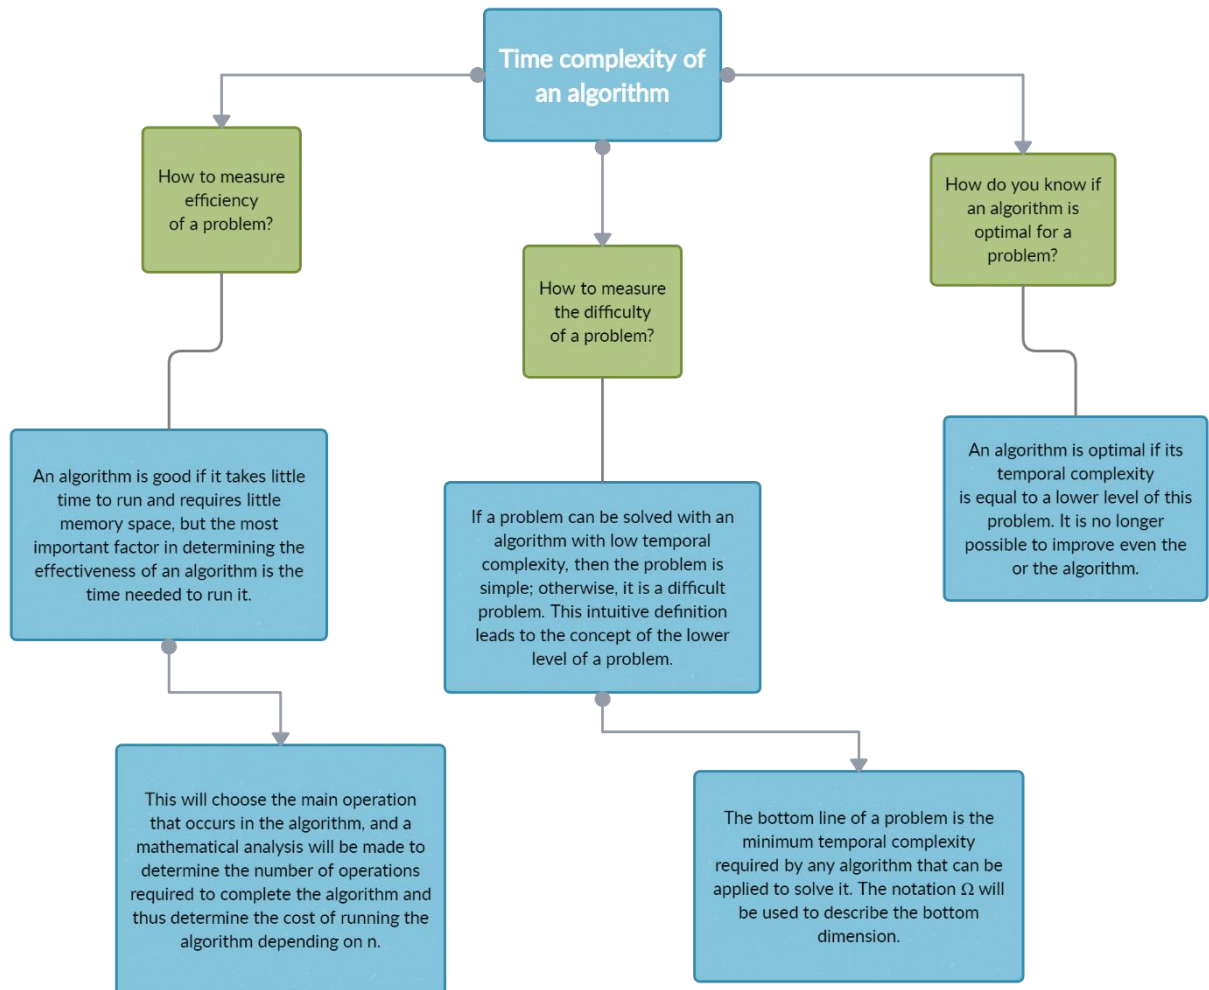 Time complexity of
an algorithm
How to measure
efficiency
of a problem?
An algorithm is good if it takes little
time to run and requires little
memory space, but the most
important factor in determining the
effectiveness of an algorithm is the
time needed to run it.
This will choose the main operation
that occurs in the algorithm, and a
mathematical analysis will be made to
determine the number of operations
required to complete the algorithm and
thus determine the cost of running the
algorithm depending on n.
How to measure
the difficulty
of a problem?
If a problem can be solved with an
algorithm with low temporal
complexity, then the problem is
simple; otherwise, it is a difficult
problem. This intuitive definition
leads to the concept of the lower
level of a problem.
The bottom line of a problem is the
minimum temporal complexity
required by any algorithm that can be
applied to solve it. The notation Ω will
be used to describe the bottom
dimension.
How do you know if
an algorithm is
optimal for a
problem?
An algorithm is optimal if its
temporal complexity
is equal to a lower level of this
problem. It is no longer
possible to improve even the
or the algorithm.